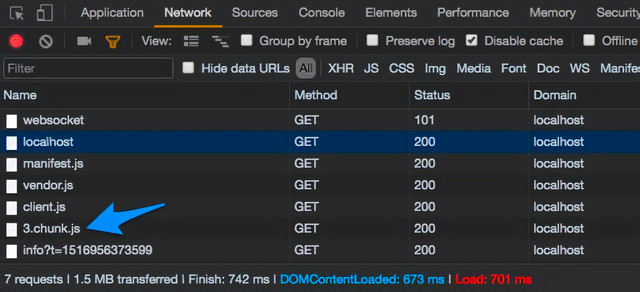 Elements Network Sources Console Elements Performance Memory Security
View: Group by frame Preserve log Disable cache Offline
Filter Hide data URLs All XHR JS CSS Img Media Font Doc WS Manifes
Name Method Status Domain
websocket GET 101 localhost
localhost GET 200 localhost
manifest.js GET 200 localhost
vendor.js GET 200 localhost
client.js GET 200 localhost
3.chunk.js GET 200 localhost
info?t=1516956373599 GET 200 localhost
7 requests | 1.5 MB transferred | Finish: 742 ms | DOMContentLoaded: 673 ms | Load: 701 ms